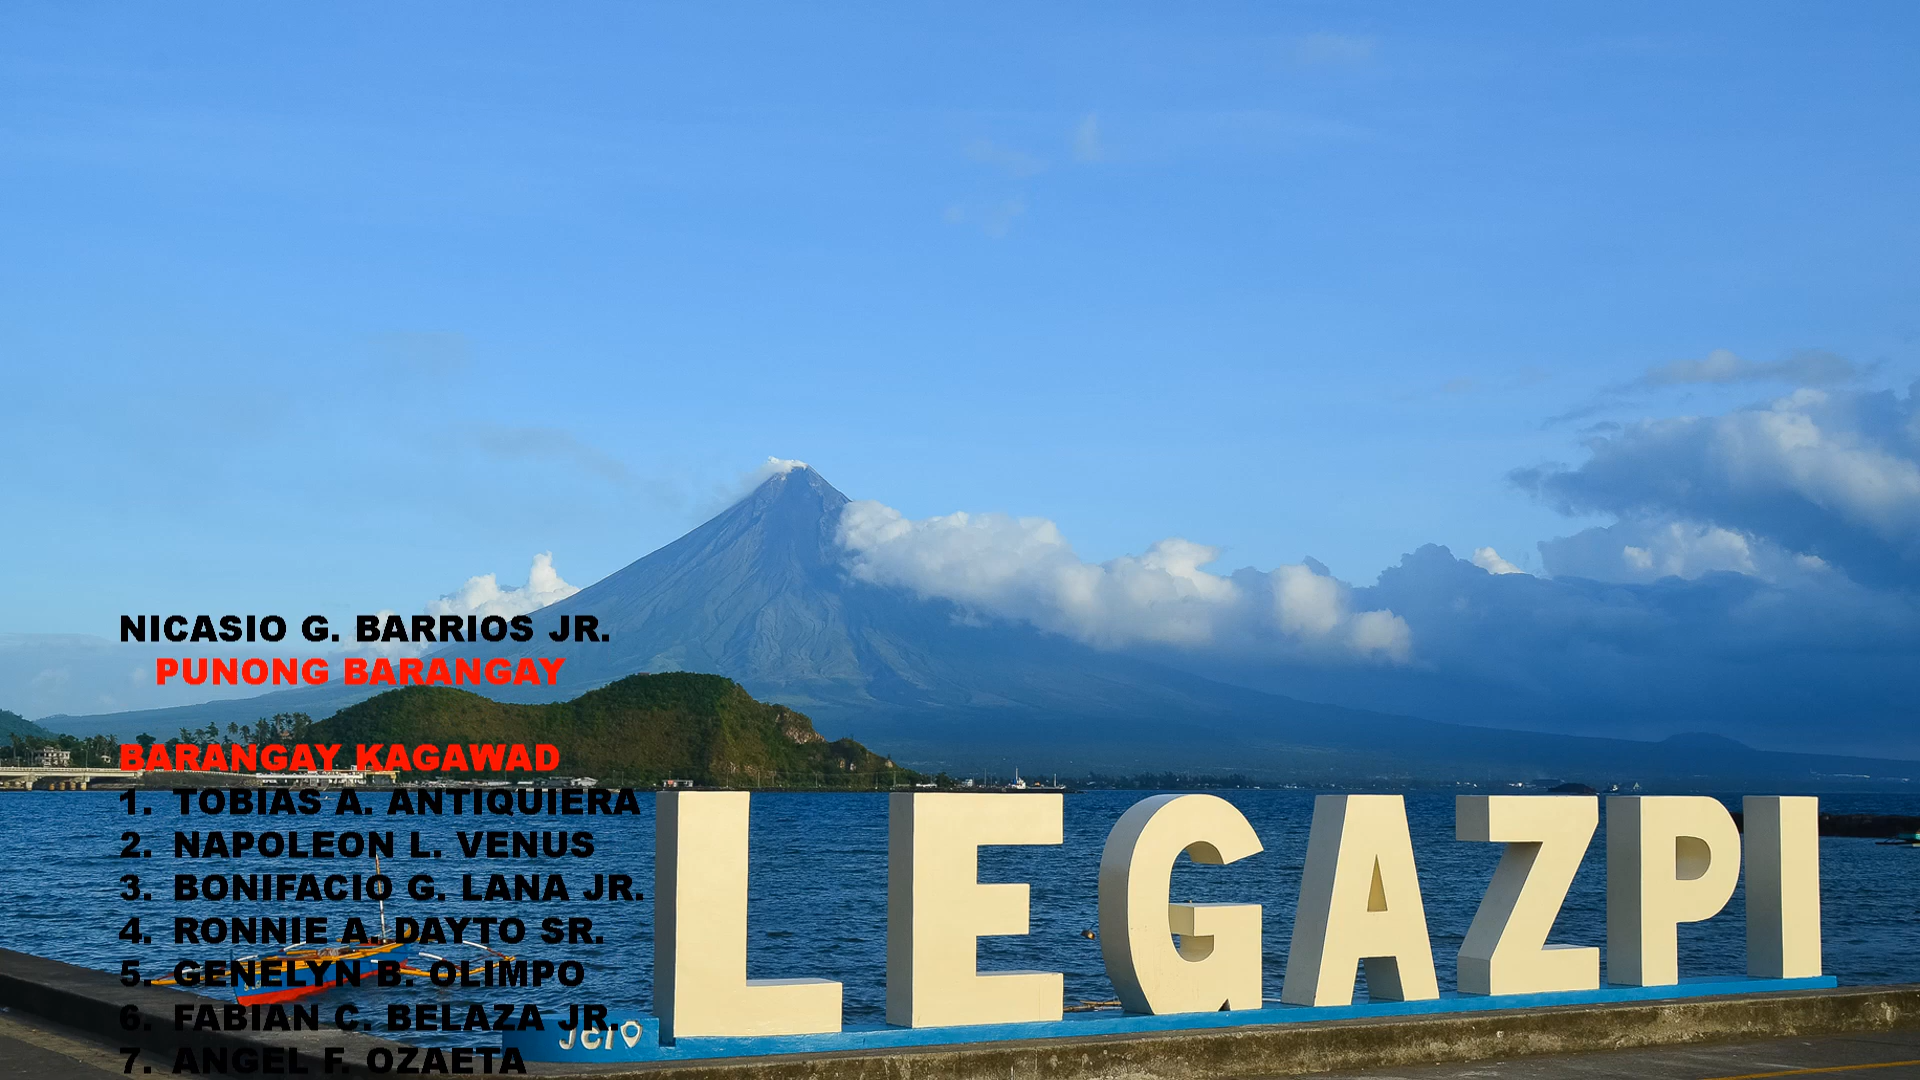 NICASIO G. BARRIOS JR.
PUNONG BARANGAY
BARANGAY KAGAWAD
1. TOBIAS A. ANTIQUIERA
2. NAPOLEON L. VENUS
3. BONIFACIO G. LANA JR.
4. RONNIE A. DAYTO SR.
5. GENELYN B. OLIMPO
6. FABIAN C. BELAZA JR.
7. ANGEL F. OZAETA
LEGAZPI
JCI